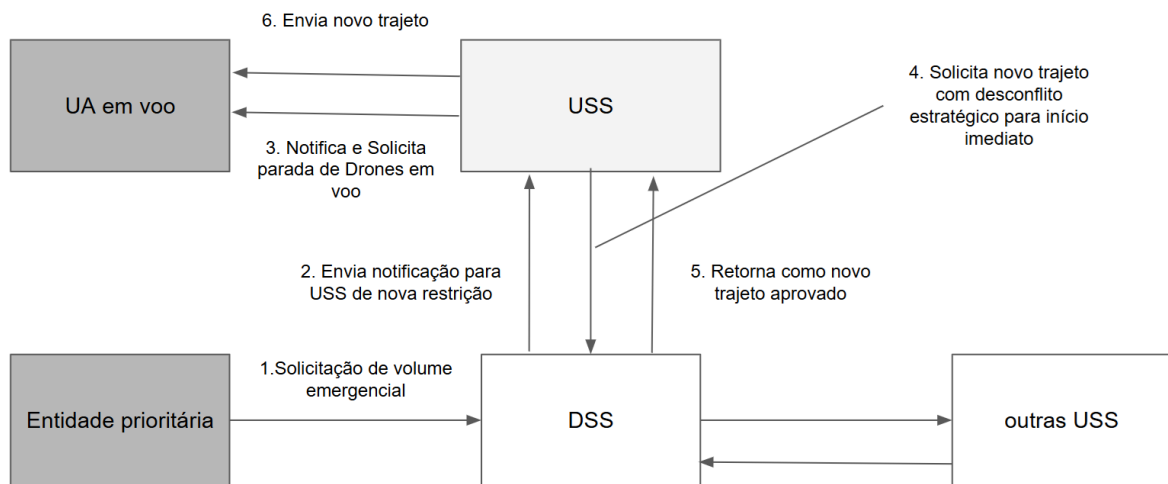 6. Envia novo trajeto
UA em voo
USS
4. Solicita novo trajeto
com desconflito
estratégico para início
imediato
3. Notifica e Solicita
parada de Drones em
voo
2. Envia notificação para
USS de nova restrição
5. Retorna como novo
trajeto aprovado
1.Solicitação de volume
emergencial
Entidade prioritária
DSS
outras USS